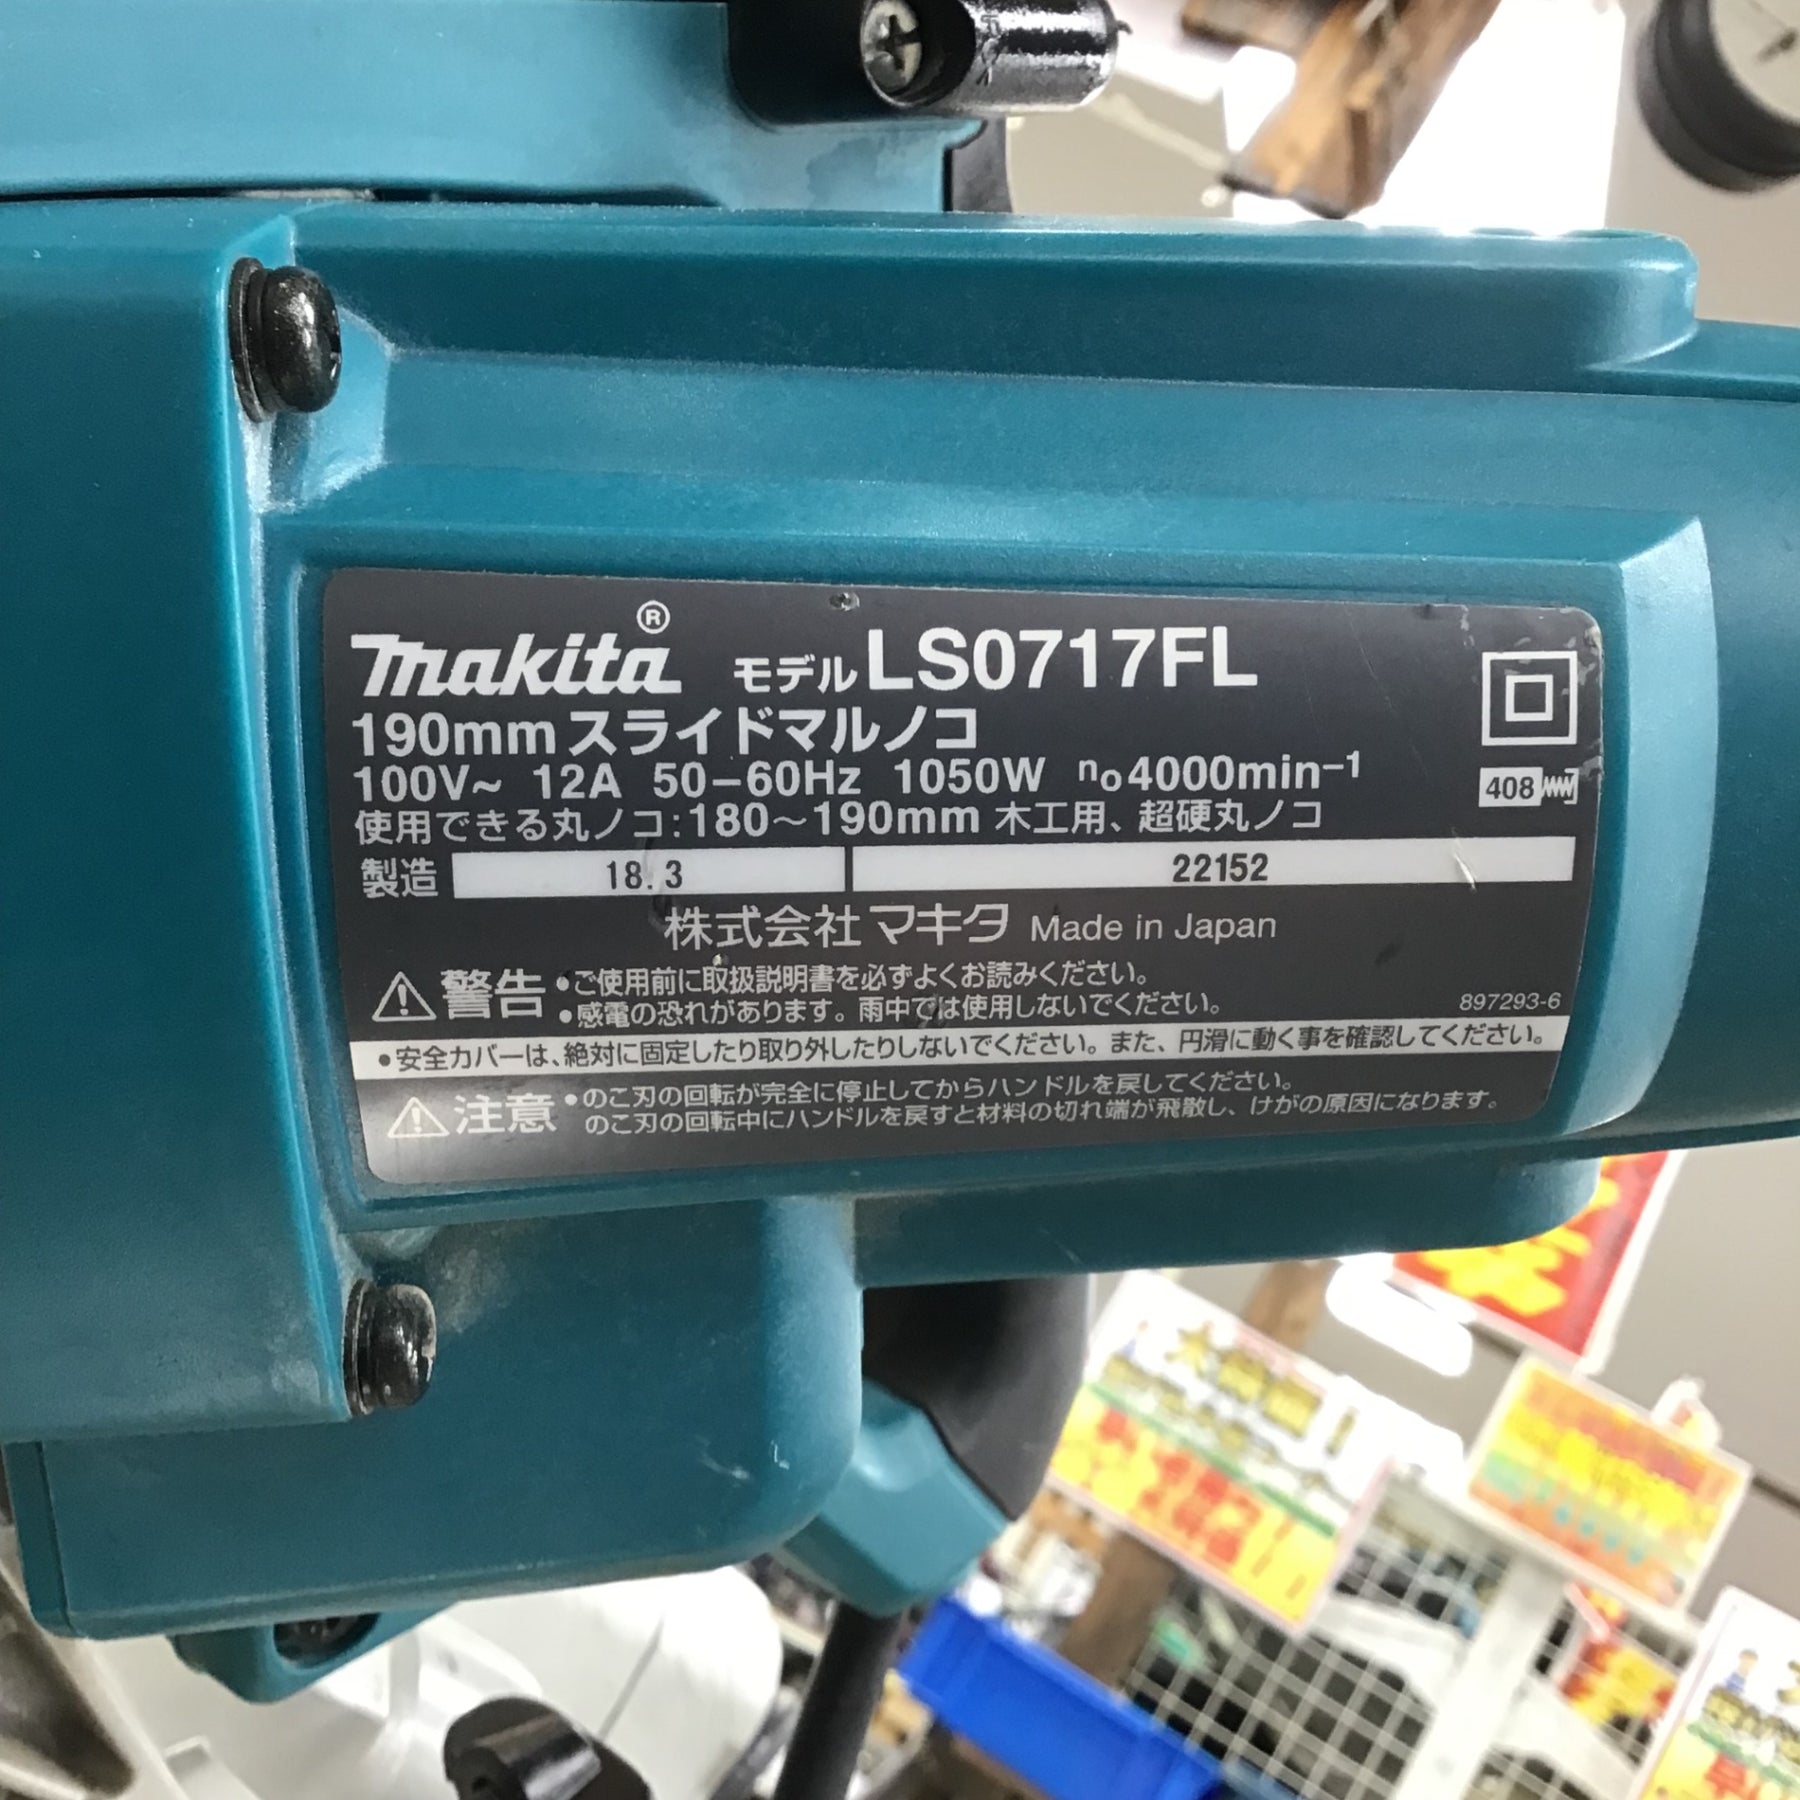 makita® モデル LS0717FL
190mmスライドマルノコ
100V~ 12A 50-60Hz 1050W no 4000min-1
408
使用できる丸ノコ:180～190mm 木工用、超硬丸ノコ
製造 18.3 22152
株式会社マキタ Made in Japan
警告 •ご使用前に取扱説明書を必ずよくお読みください。
•感電の恐れがあります。雨中では使用しないでください。
897293-6
•安全カバーは、絶対に固定したり取り外したりしないでください。また、円滑に動く事を確認してください。
注意 •のこ刃の回転が完全に停止してからハンドルを戻してください。
のこ刃の回転中にハンドルを戻すと材料の切れ端が飛散し、けがの原因になります。